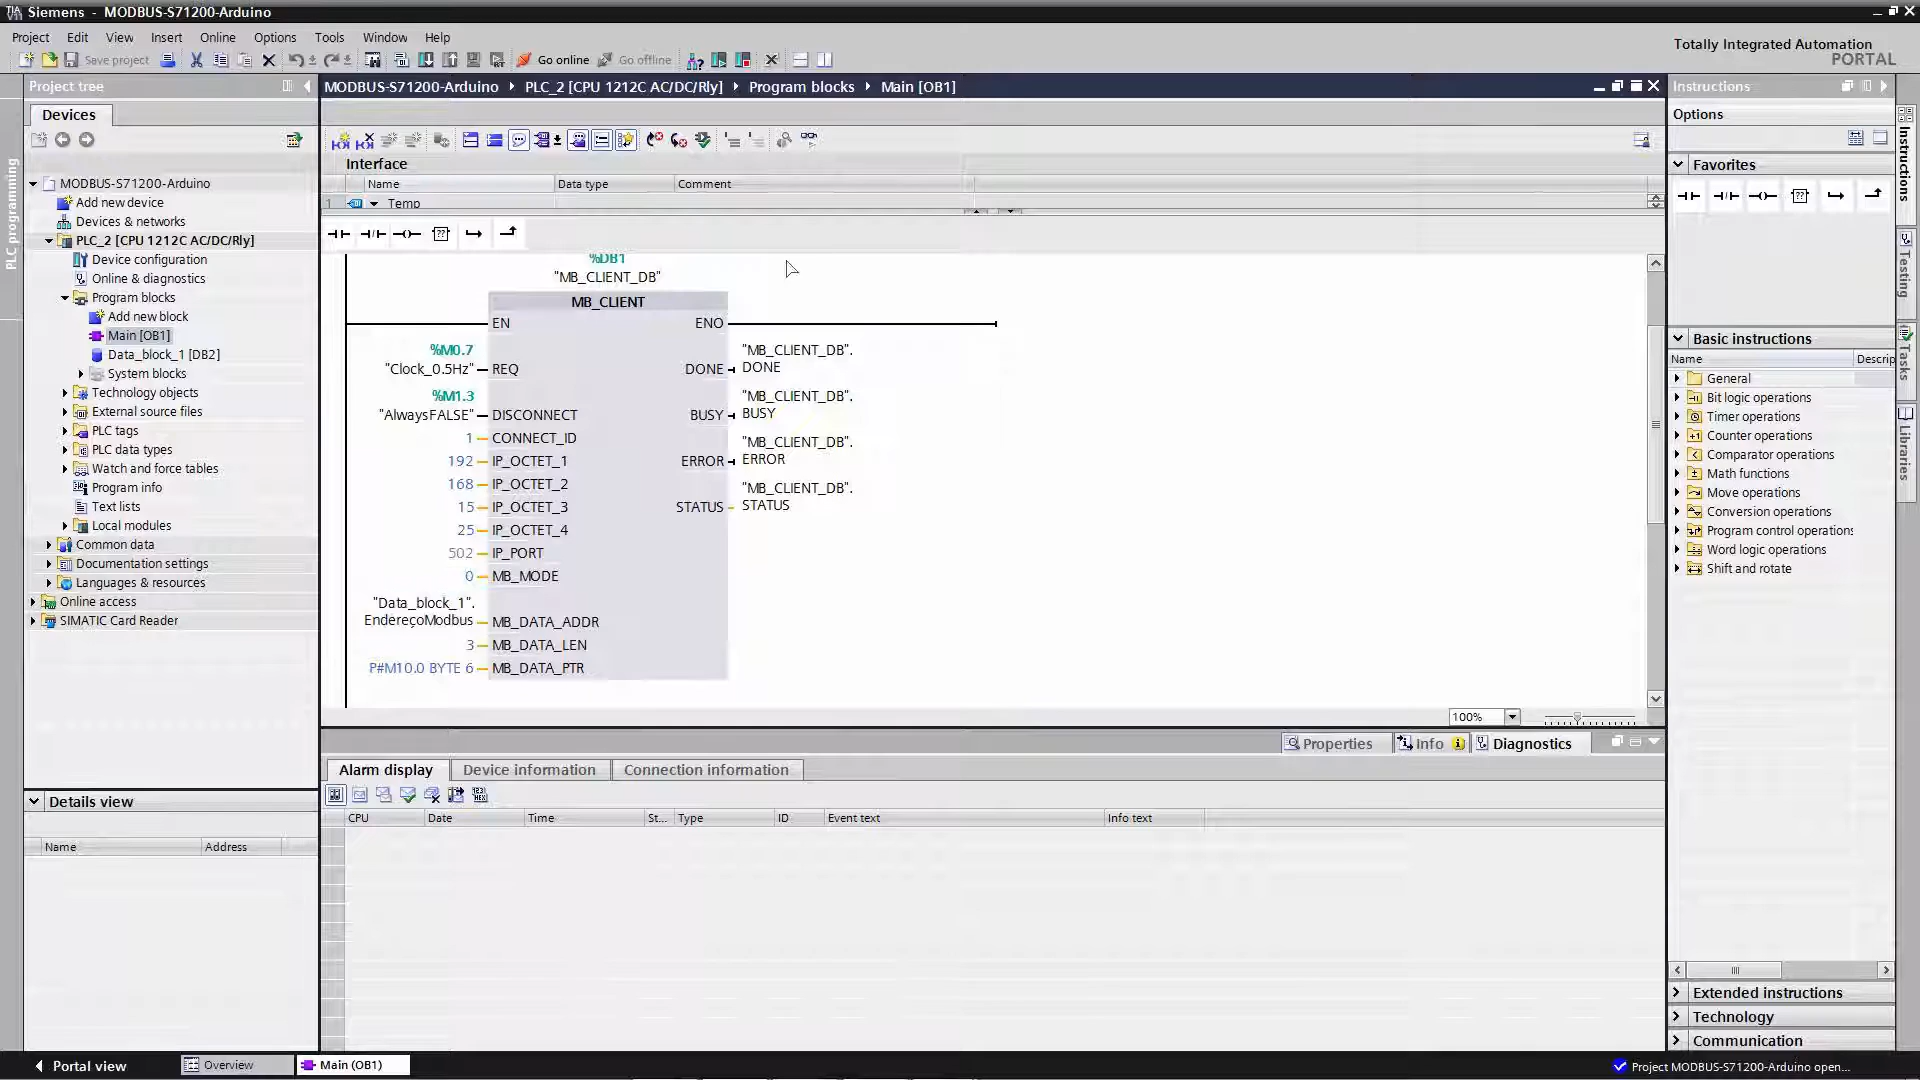 Siemens - MODBUS-S71200-Arduino
Project Edit View Insert Online Options Tools Window Help
Totally Integrated Automation
PORTAL
Save project Go online Go offline
Project tree
MODBUS-S71200-Arduino PLC_2 [CPU 1212C AC/DC/Rly] Program blocks Main [OB1]
Instructions
Devices
Options
PLC programming
Interface
Name Data type Comment
1 Temp
Favorites
MODBUS-S71200-Arduino
Add new device
Devices & networks
PLC_2 [CPU 1212C AC/DC/Rly]
Device configuration
Online & diagnostics
Program blocks
Add new block
Main [OB1]
Data_block_1 [DB2]
System blocks
Technology objects
External source files
PLC tags
PLC data types
Watch and force tables
Program info
Text lists
Local modules
Common data
Documentation settings
Languages & resources
Online access
SIMATIC Card Reader
%DB1
"MB_CLIENT_DB"
MB_CLIENT
EN ENO
%M0.7
"Clock_0.5Hz" REQ
%M1.3
"AlwaysFALSE" DISCONNECT
1 CONNECT_ID
192 IP_OCTET_1
168 IP_OCTET_2
15 IP_OCTET_3
25 IP_OCTET_4
502 IP_PORT
0 MB_MODE
"Data_block_1".
EndereçoModbus MB_DATA_ADDR
3 MB_DATA_LEN
P#M10.0 BYTE 6 MB_DATA_PTR
"MB_CLIENT_DB".
DONE DONE
"MB_CLIENT_DB".
BUSY BUSY
"MB_CLIENT_DB".
ERROR ERROR
"MB_CLIENT_DB".
STATUS STATUS
100%
Basic instructions
Name Descrip
General
Bit logic operations
Timer operations
Counter operations
Comparator operations
Math functions
Move operations
Conversion operations
Program control operations
Word logic operations
Shift and rotate
Extended instructions
Technology
Communication
Instructions
Testing
Tasks
Libraries
Properties Info Diagnostics
Alarm display Device information Connection information
CPU Date Time St... Type ID Event text Info text
Details view
Name Address
Portal view Overview Main (OB1)
Project MODBUS-S71200-Arduino open...